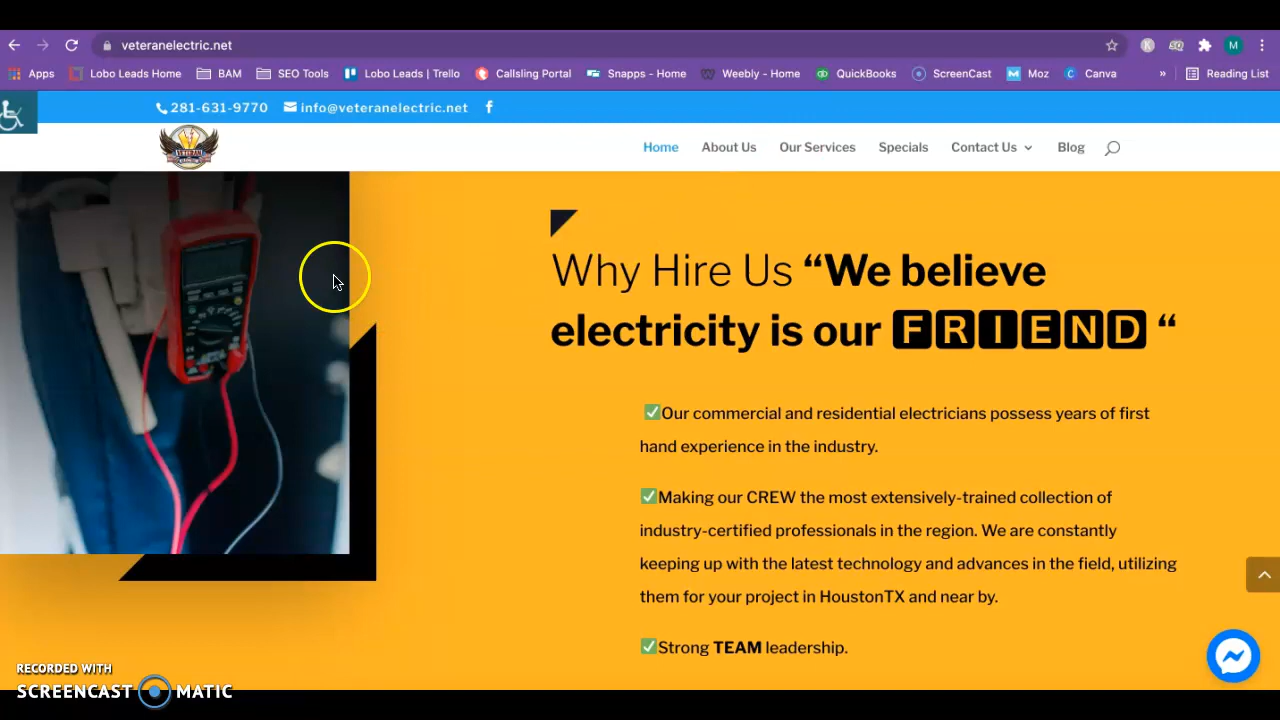 veteranelectric.net
M
Apps Lobo Leads Home BAM SEO Tools Lobo Leads | Trello Callsling Portal Snapps - Home Weebly - Home QuickBooks ScreenCast Moz Canva » Reading List
281-631-9770 info@veteranelectric.net
VETERAN
Home About Us Our Services Specials Contact Us Blog
Why Hire Us “We believe
electricity is our FRIEND “
✅Our commercial and residential electricians possess years of first
hand experience in the industry.
✅Making our CREW the most extensively-trained collection of
industry-certified professionals in the region. We are constantly
keeping up with the latest technology and advances in the field, utilizing
them for your project in HoustonTX and near by.
✅Strong TEAM leadership.
RECORDED WITH
SCREENCAST MATIC